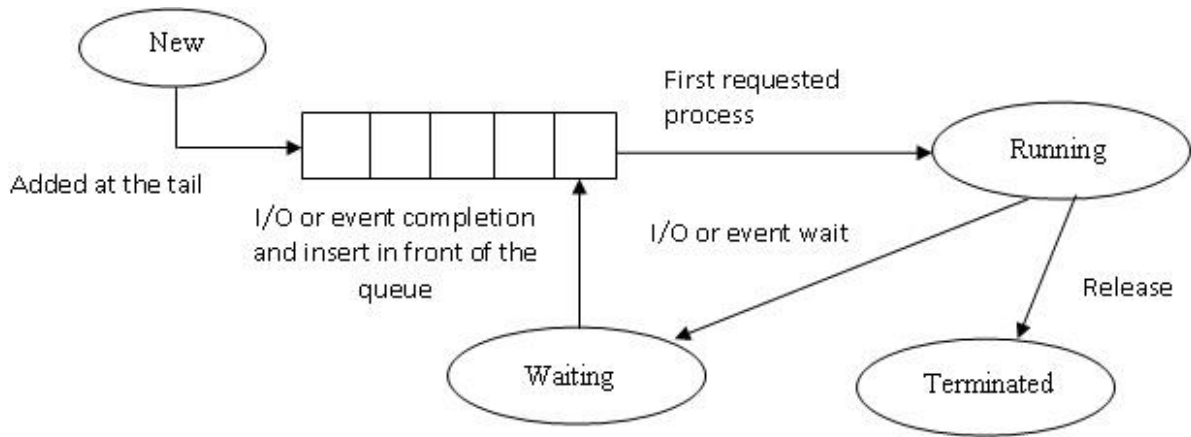 New
First requested
process
Running
Added at the tail
I/O or event completion
and insert in front of the
queue
I/O or event wait
Release
Waiting
Terminated